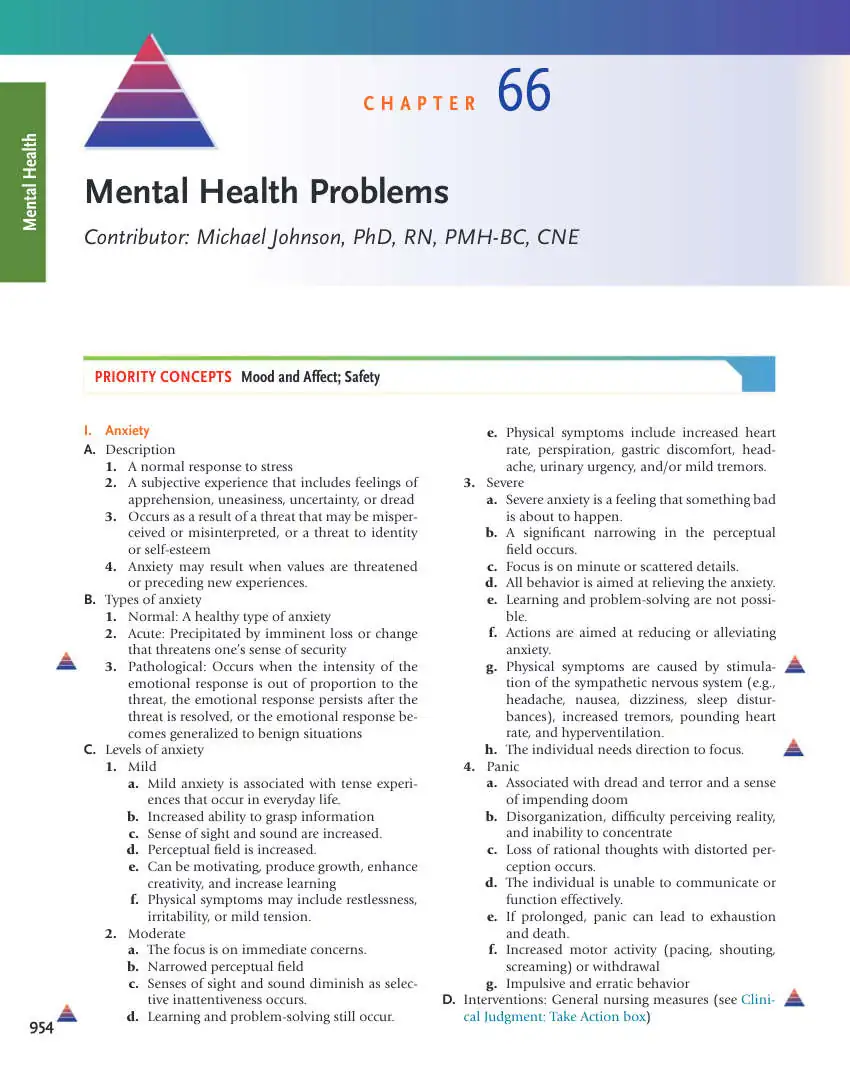 CHAPTER 66
Mental Health
Mental Health Problems
Contributor: Michael Johnson, PhD, RN, PMH-BC, CNE
PRIORITY CONCEPTS Mood and Affect; Safety
I. Anxiety
A. Description
1. A normal response to stress
2. A subjective experience that includes feelings of
apprehension, uneasiness, uncertainty, or dread
3. Occurs as a result of a threat that may be misper-
ceived or misinterpreted, or a threat to identity
or self-esteem
4. Anxiety may result when values are threatened
or preceding new experiences.
B. Types of anxiety
1. Normal: A healthy type of anxiety
2. Acute: Precipitated by imminent loss or change
that threatens one's sense of security
3. Pathological: Occurs when the intensity of the
emotional response is out of proportion to the
threat, the emotional response persists after the
threat is resolved, or the emotional response be-
comes generalized to benign situations
C. Levels of anxiety
1. Mild
a. Mild anxiety is associated with tense experi-
ences that occur in everyday life.
b. Increased ability to grasp information
c. Sense of sight and sound are increased.
d. Perceptual field is increased.
e. Can be motivating, produce growth, enhance
creativity, and increase learning
f. Physical symptoms may include restlessness,
irritability, or mild tension.
2. Moderate
a. The focus is on immediate concerns.
b. Narrowed perceptual field
c. Senses of sight and sound diminish as selec-
tive inattentiveness occurs.
d. Learning and problem-solving still occur.
e. Physical symptoms include increased heart
rate, perspiration, gastric discomfort, head-
ache, urinary urgency, and/or mild tremors.
3. Severe
a. Severe anxiety is a feeling that something bad
is about to happen.
b. A significant narrowing in the perceptual
field occurs.
c. Focus is on minute or scattered details.
d. All behavior is aimed at relieving the anxiety.
e. Learning and problem-solving are not possi-
ble.
f. Actions are aimed at reducing or alleviating
anxiety.
g. Physical symptoms are caused by stimula-
tion of the sympathetic nervous system (e.g.,
headache, nausea, dizziness, sleep distur-
bances), increased tremors, pounding heart
rate, and hyperventilation.
h. The individual needs direction to focus.
4. Panic
a. Associated with dread and terror and a sense
of impending doom
b. Disorganization, difficulty perceiving reality,
and inability to concentrate
c. Loss of rational thoughts with distorted per-
ception occurs.
d. The individual is unable to communicate or
function effectively.
e. If prolonged, panic can lead to exhaustion
and death.
f. Increased motor activity (pacing, shouting,
screaming) or withdrawal
g. Impulsive and erratic behavior
D. Interventions: General nursing measures (see Clini-
cal Judgment: Take Action box)
954